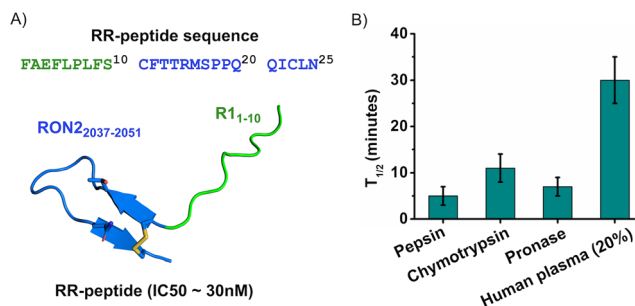 A)
RR-peptide sequence
FAEFLPLFS¹⁰ CFTTRMSPPQ²⁰ QICLN²⁵
R1₁₋₁₀
RON2₂₀₃₇₋₂₀₅₁
RR-peptide (IC50 ~ 30nM)
B)
T₁/₂ (minutes)
40
30
20
10
0
Pepsin
Chymotrypsin
Pronase
Human plasma (20%)